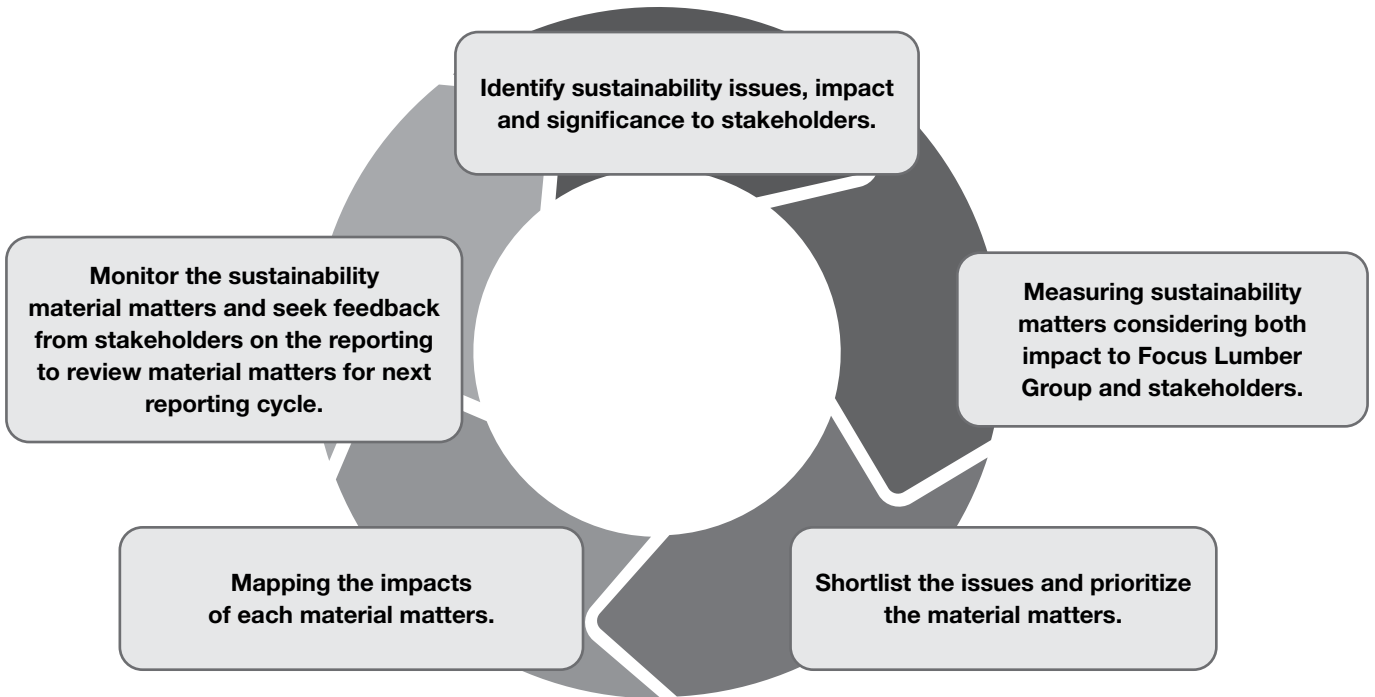 Identify sustainability issues, impact
and significance to stakeholders.
Measuring sustainability
matters considering both
impact to Focus Lumber
Group and stakeholders.
Shortlist the issues and prioritize
the material matters.
Mapping the impacts
of each material matters.
Monitor the sustainability
material matters and seek feedback
from stakeholders on the reporting
to review material matters for next
reporting cycle.